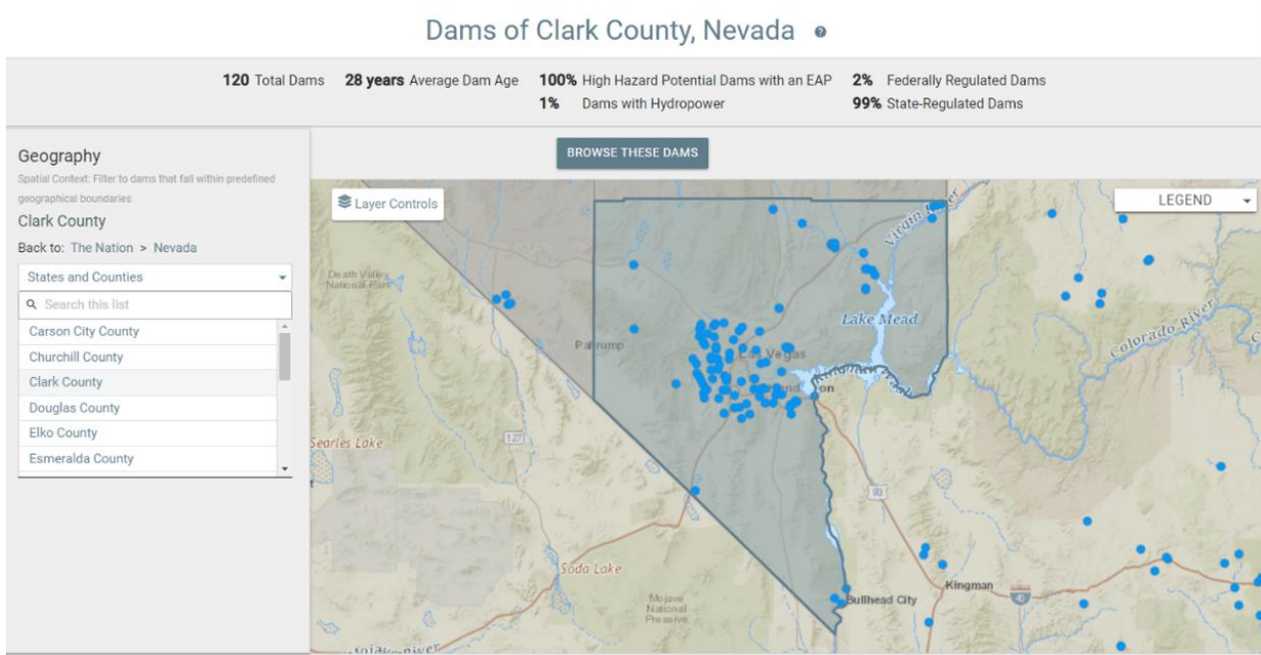 Dams of Clark County, Nevada
120 Total Dams
28 years Average Dam Age
100% High Hazard Potential Dams with an EAP
2% Federally Regulated Dams
1% Dams with Hydropower
99% State-Regulated Dams
Geography
Spatial Context: Filter to dams that fall within predefined
geographical boundaries
Clark County
Back to: The Nation > Nevada
States and Counties
Search this list
Carson City County
Churchill County
Clark County
Douglas County
Elko County
Esmeralda County
BROWSE THESE DAMS
Layer Controls
LEGEND
Virgin River
Death Valley
National Park
Lake Mead
Colorado River
Pahrump
Las Vegas
Searles Lake
127
93
Soda Lake
Mojave
National
Preserve
Bullhead City
Kingman
40